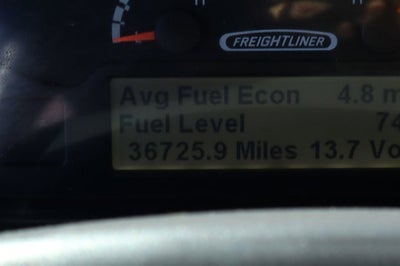 FREIGHTLINER
Avg Fuel Econ 4.8 m
Fuel Level 74
36725.9 Miles 13.7 Vo